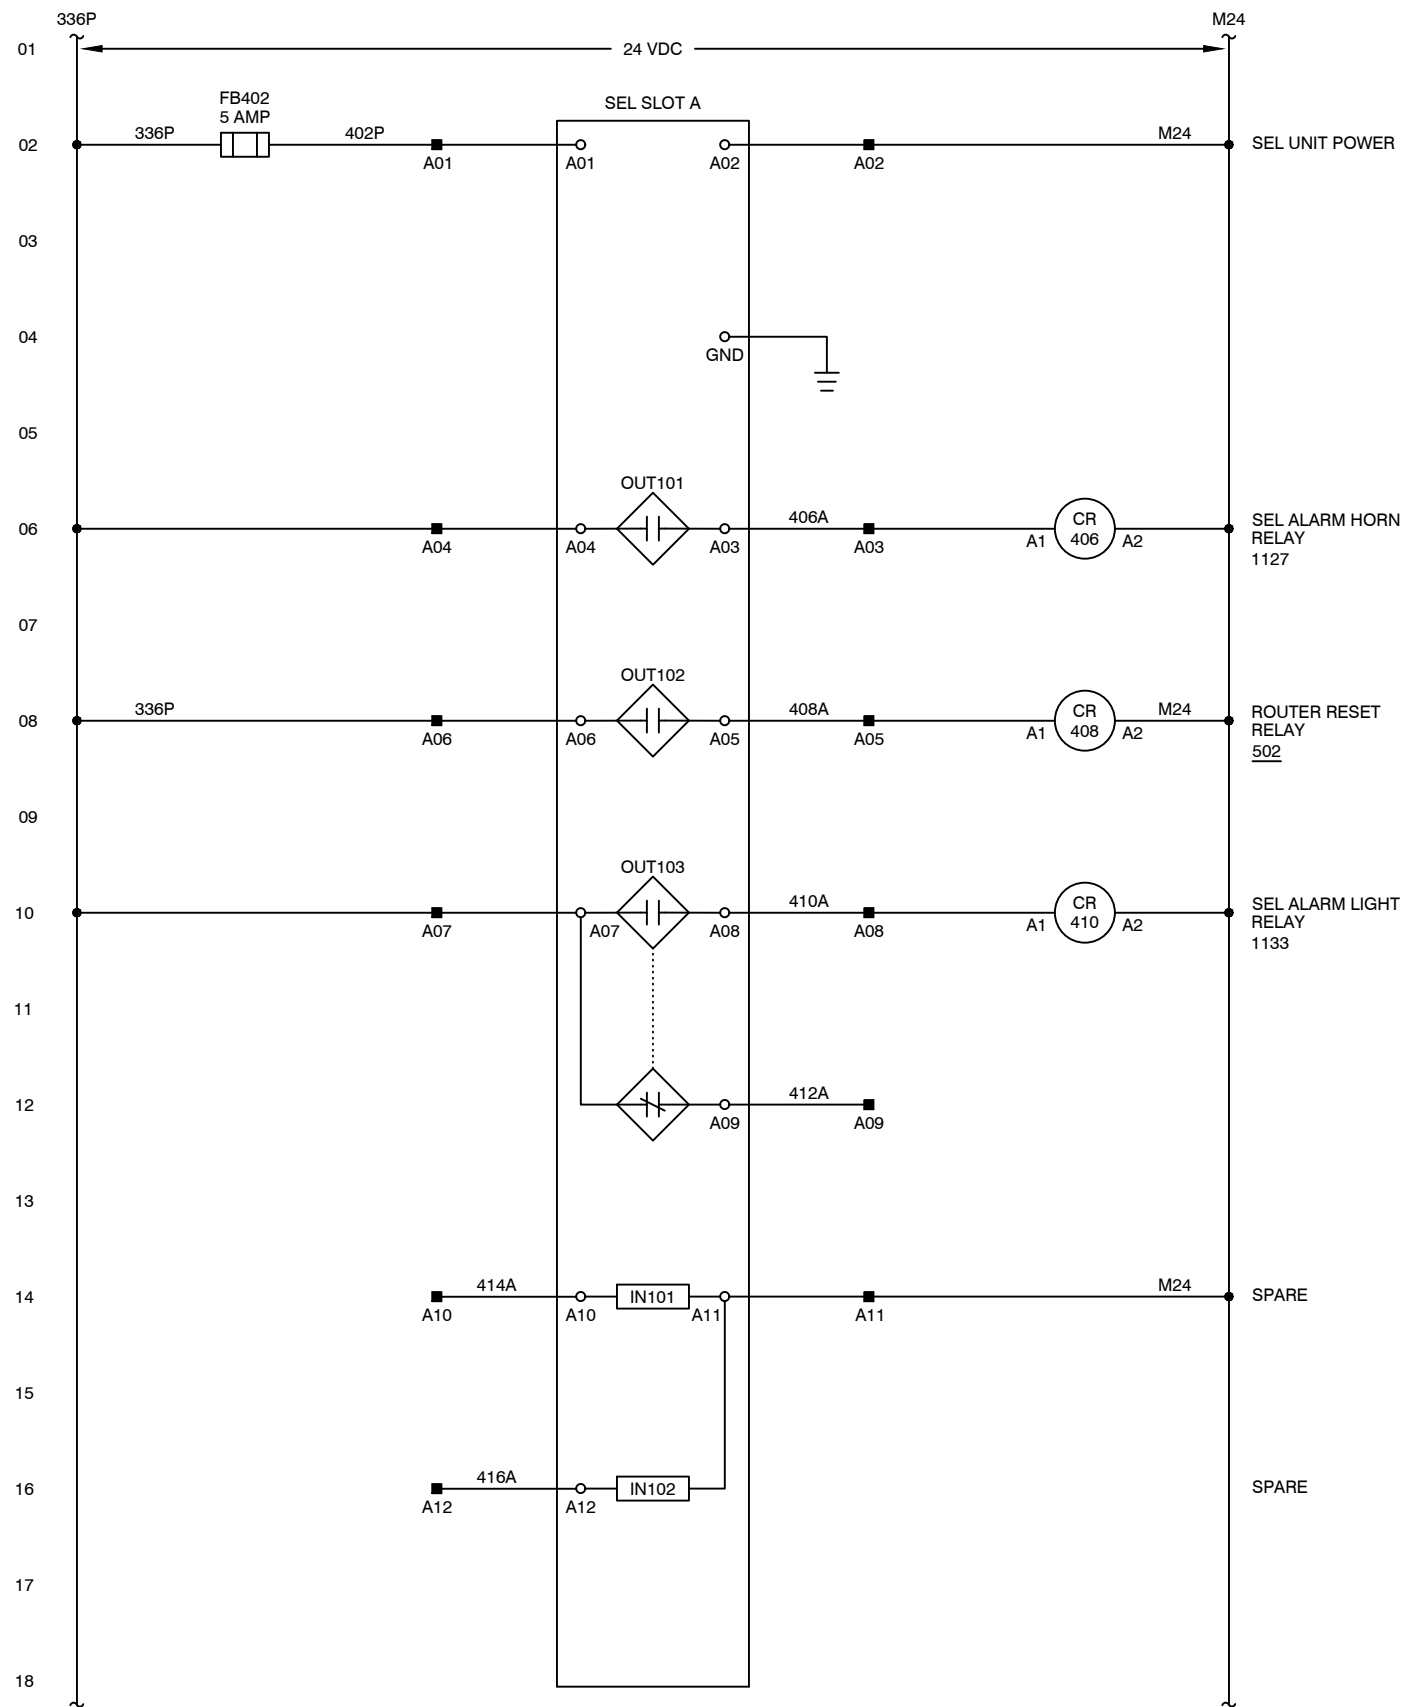 336P
M24
01
24 VDC
FB402
5 AMP
SEL SLOT A
02
336P
402P
M24
SEL UNIT POWER
A01
A01
A02
A02
03
04
GND
05
OUT101
06
406A
CR
406
SEL ALARM HORN
RELAY
1127
A04
A04
A03
A03
A1
A2
07
OUT102
08
336P
408A
CR
408
M24
ROUTER RESET
RELAY
502
A06
A06
A05
A05
A1
A2
09
OUT103
10
410A
CR
410
SEL ALARM LIGHT
RELAY
1133
A07
A07
A08
A08
A1
A2
11
12
412A
A09
A09
13
14
414A
IN101
M24
SPARE
A10
A10
A11
A11
15
16
416A
IN102
SPARE
A12
A12
17
18